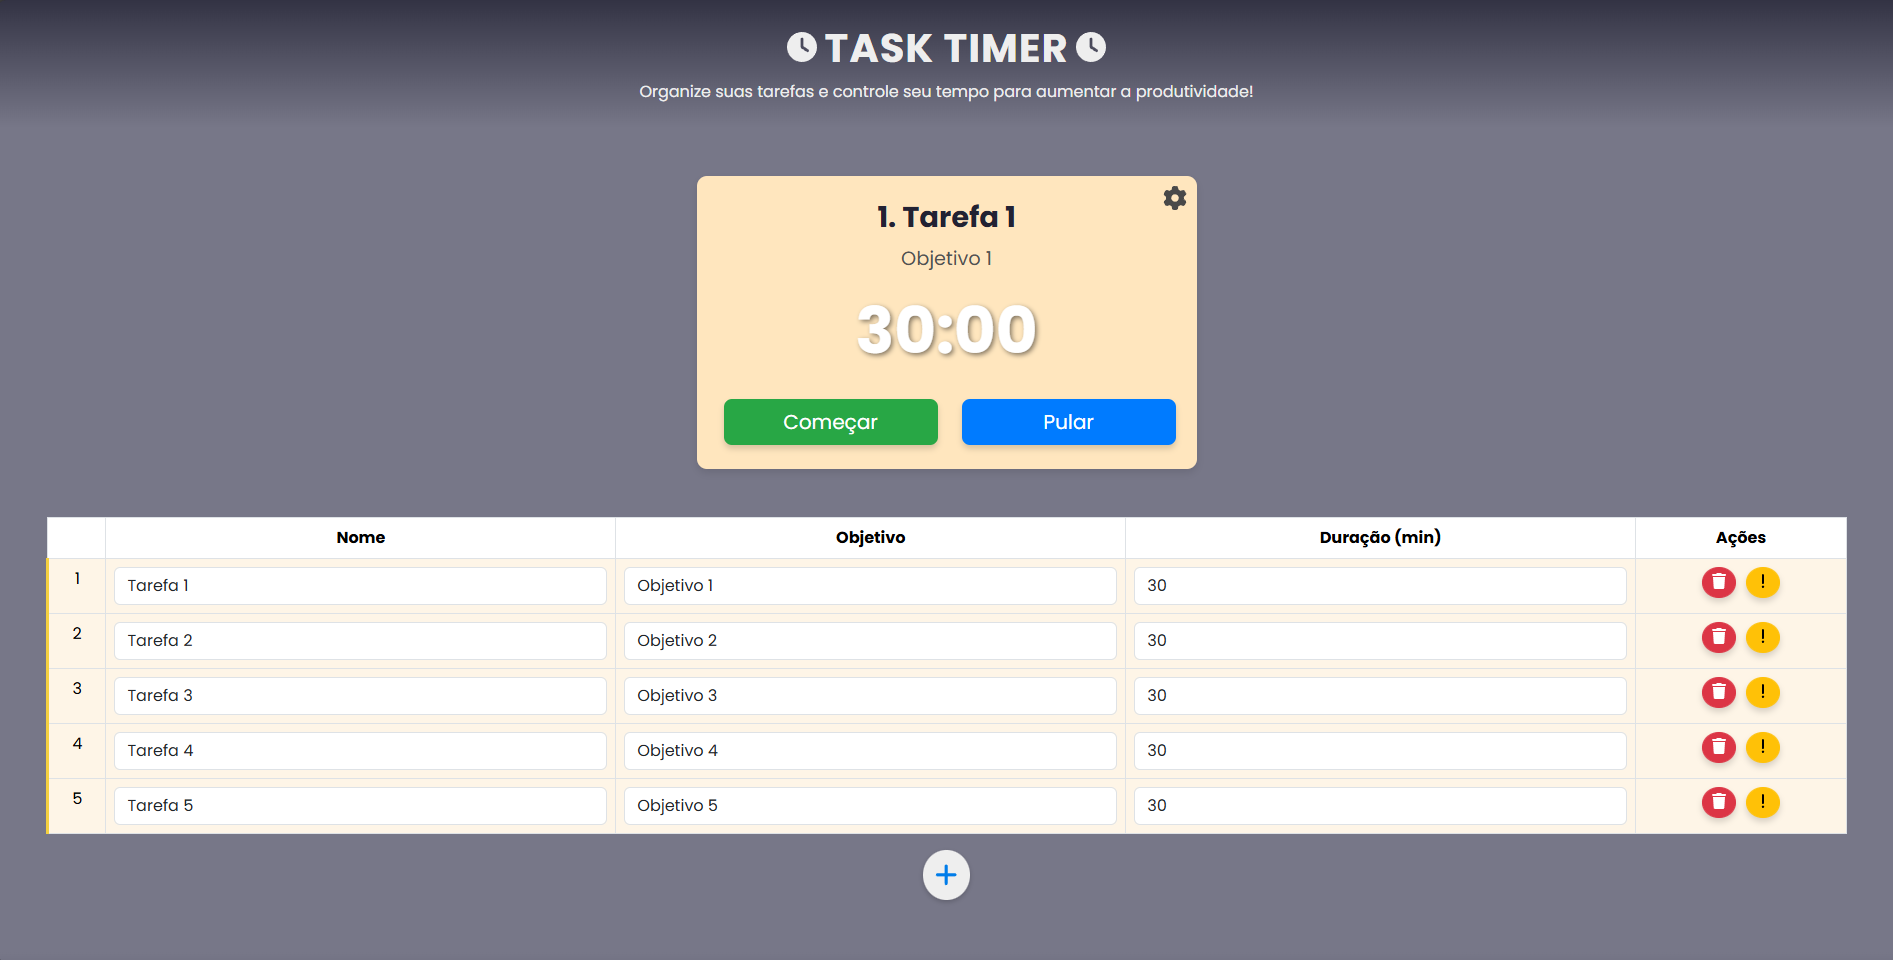 TASK TIMER
Organize suas tarefas e controle seu tempo para aumentar a produtividade!
1. Tarefa 1
Objetivo 1
30:00
Começar Pular
Nome Objetivo Duração (min) Ações
1 Tarefa 1 Objetivo 1 30 !
2 Tarefa 2 Objetivo 2 30 !
3 Tarefa 3 Objetivo 3 30 !
4 Tarefa 4 Objetivo 4 30 !
5 Tarefa 5 Objetivo 5 30 !
+